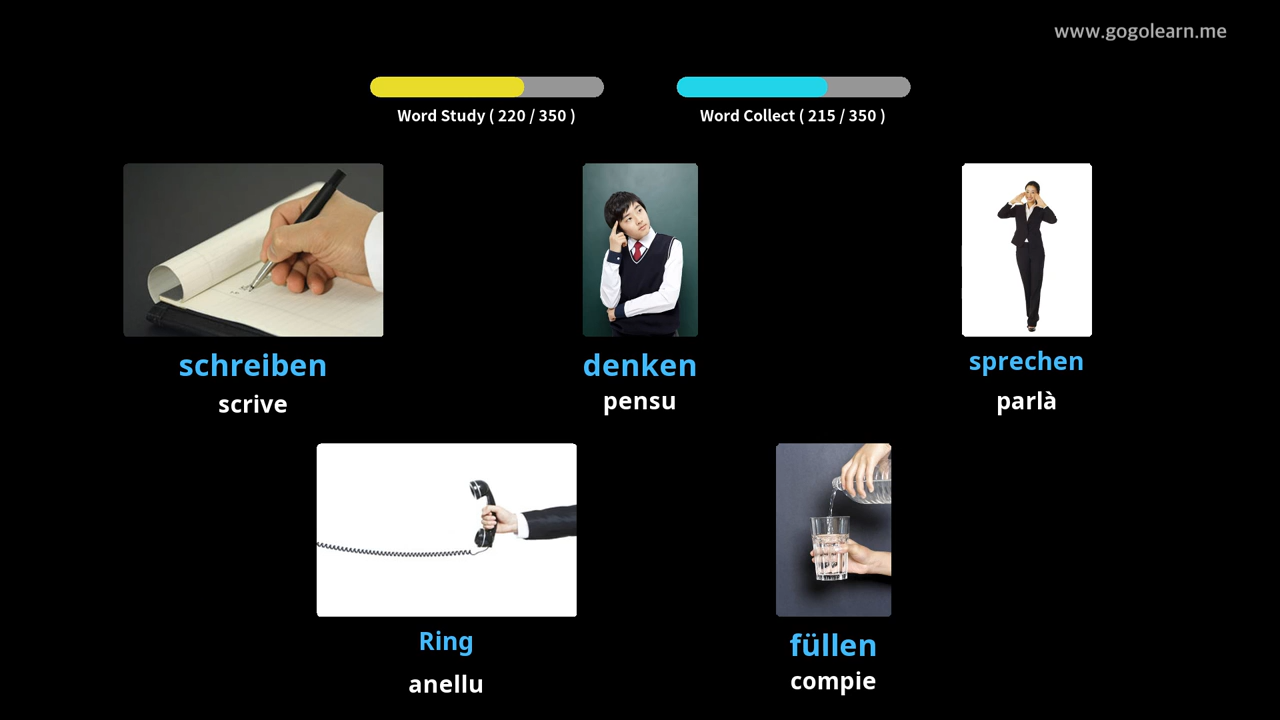 www.gogolearn.me
Word Study ( 220 / 350 )
Word Collect ( 215 / 350 )
schreiben
scrive
denken
pensu
sprechen
parlà
Ring
anellu
füllen
compie